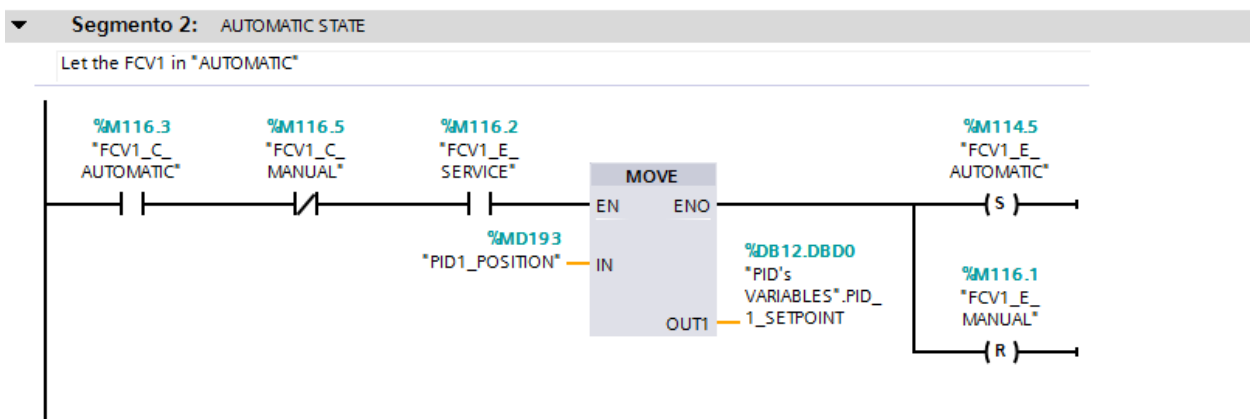 Segmento 2: AUTOMATIC STATE
Let the FCV1 in "AUTOMATIC"
%M116.3
"FCV1_C_
AUTOMATIC"
%M116.5
"FCV1_C_
MANUAL"
%M116.2
"FCV1_E_
SERVICE"
MOVE
EN ENO
%MD193
"PID1_POSITION"
IN
OUT1
%DB12.DBD0
"PID's
VARIABLES".PID_
1_SETPOINT
%M114.5
"FCV1_E_
AUTOMATIC"
S
%M116.1
"FCV1_E_
MANUAL"
R